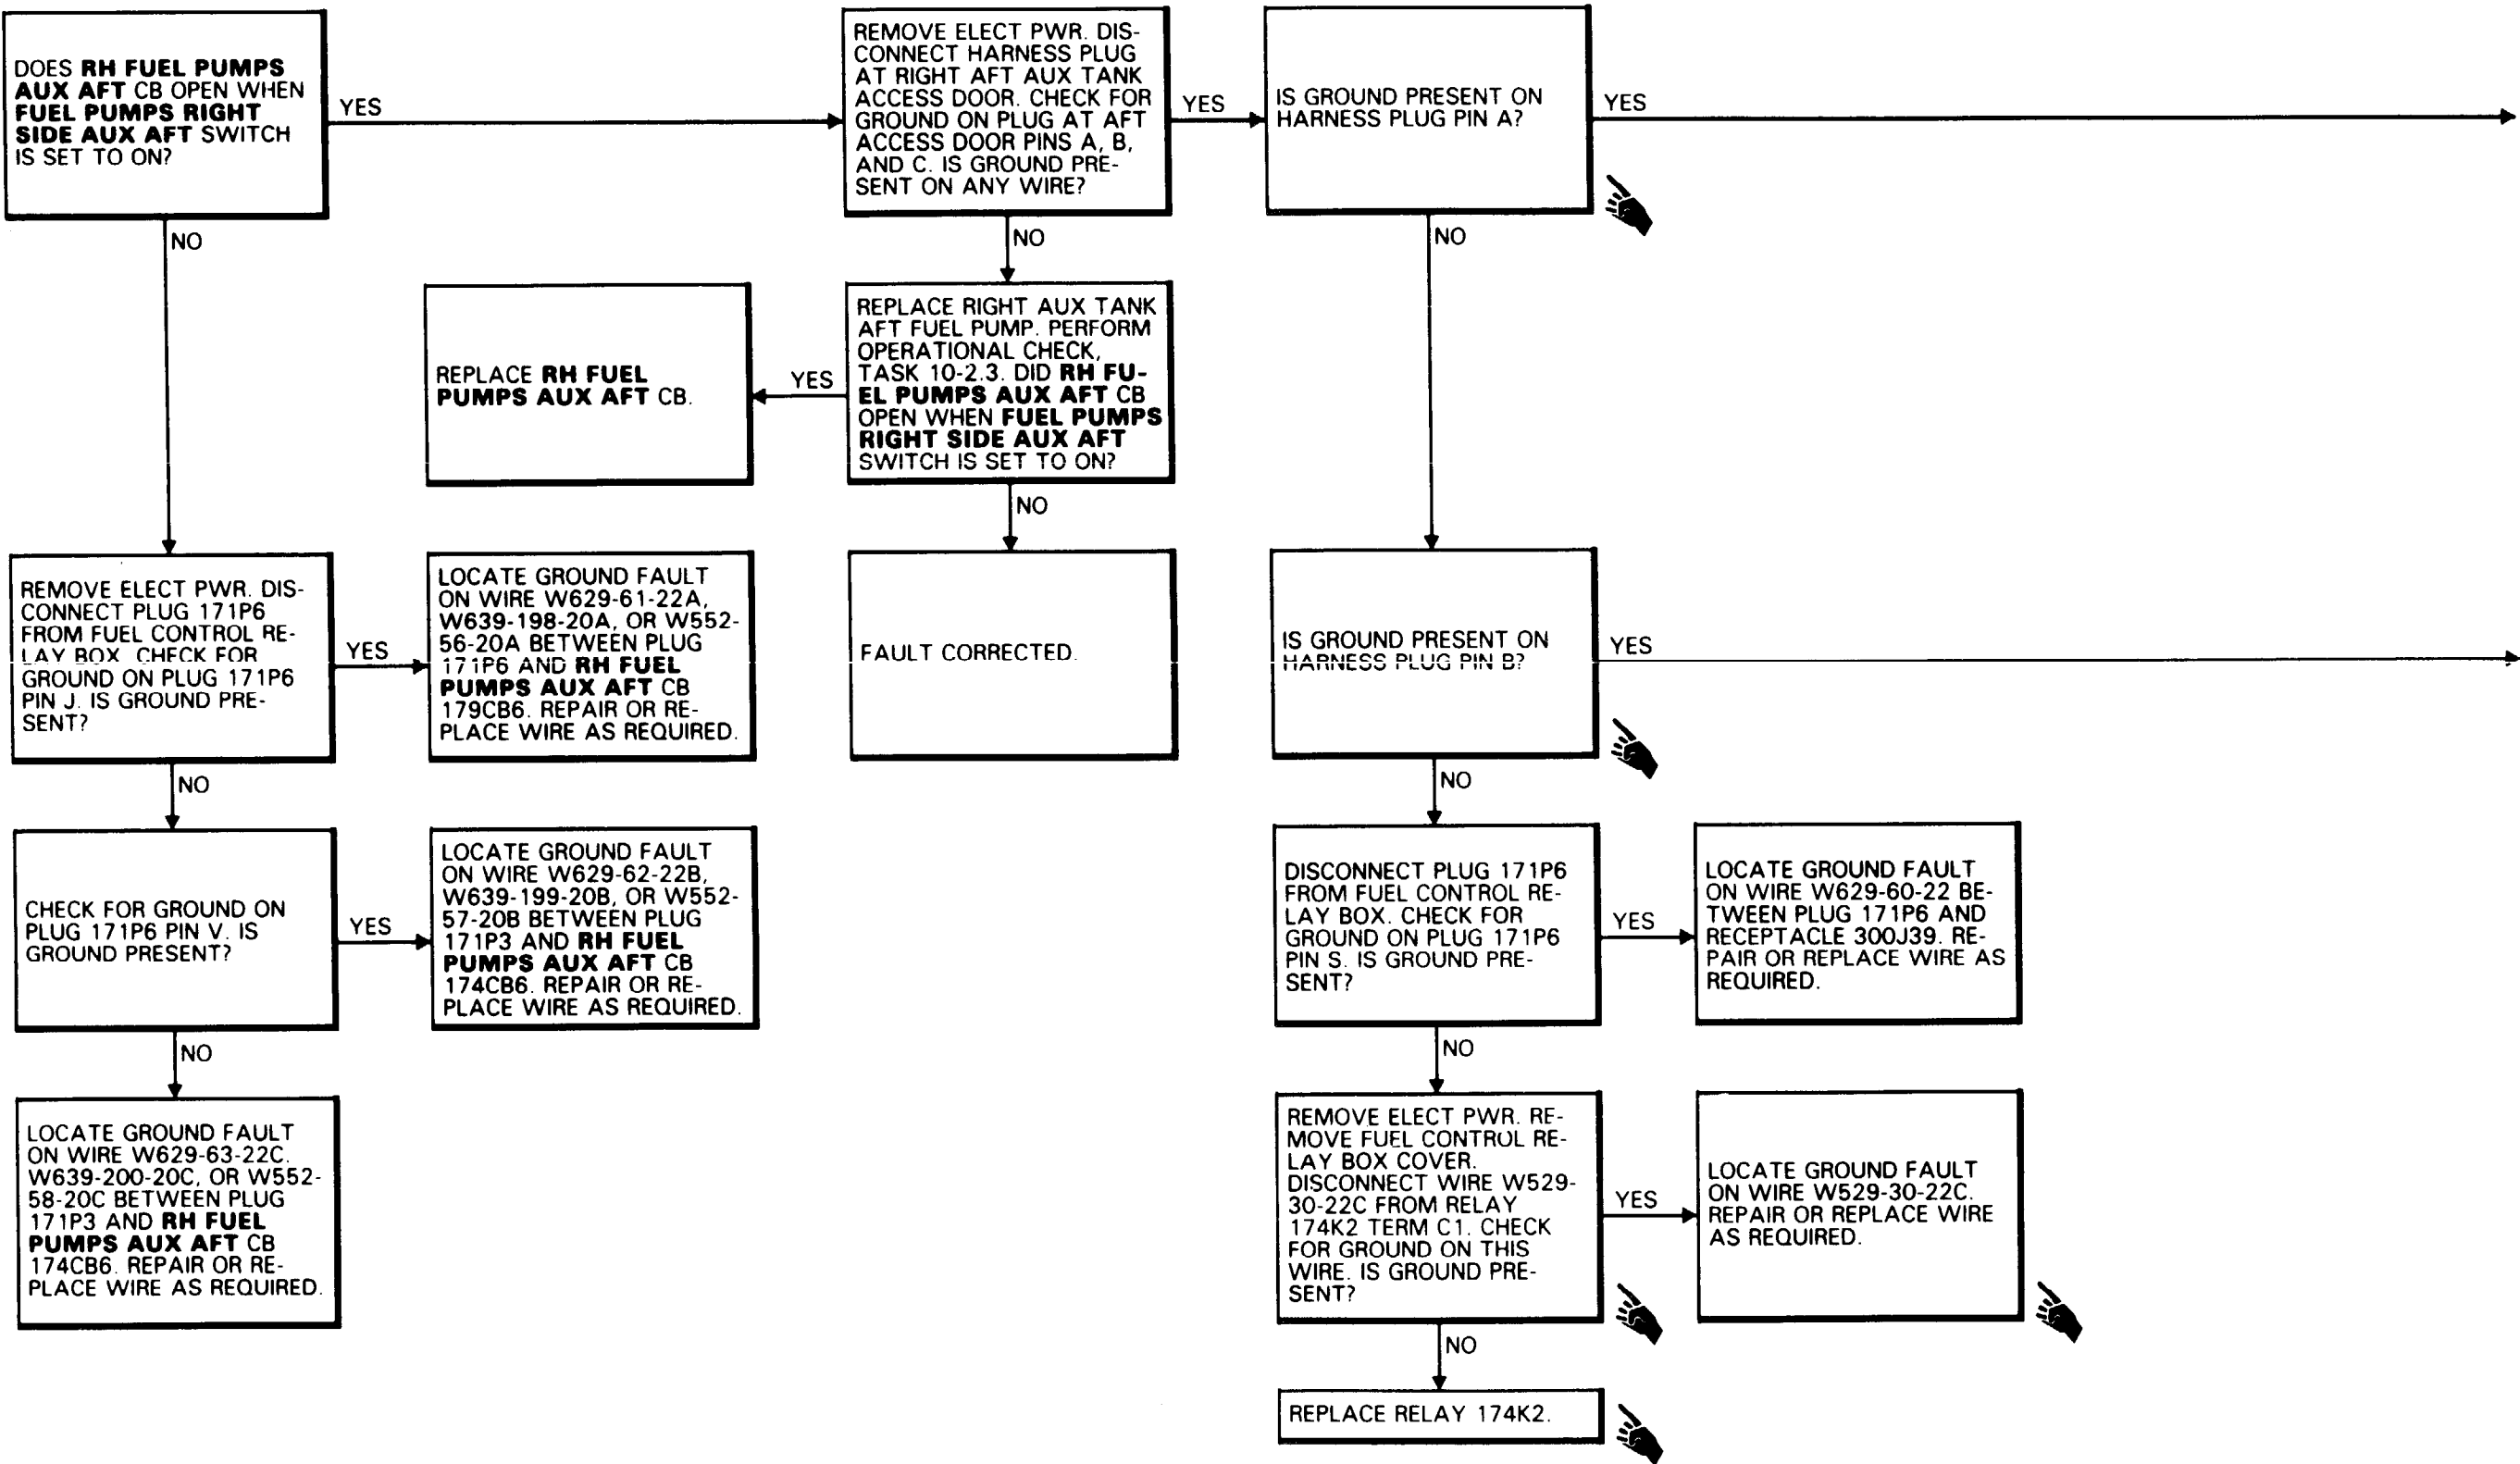 DOES RH FUEL PUMPS
AUX AFT CB OPEN WHEN
FUEL PUMPS RIGHT
SIDE AUX AFT SWITCH
IS SET TO ON?
YES
NO
REMOVE ELECT PWR. DIS-
CONNECT HARNESS PLUG
AT RIGHT AFT AUX TANK
ACCESS DOOR. CHECK FOR
GROUND ON PLUG AT AFT
ACCESS DOOR PINS A, B,
AND C. IS GROUND PRE-
SENT ON ANY WIRE?
YES
NO
IS GROUND PRESENT ON
HARNESS PLUG PIN A?
YES
NO
REPLACE RH FUEL
PUMPS AUX AFT CB.
YES
REPLACE RIGHT AUX TANK
AFT FUEL PUMP. PERFORM
OPERATIONAL CHECK,
TASK 10-2.3. DID RH FU-
EL PUMPS AUX AFT CB
OPEN WHEN FUEL PUMPS
RIGHT SIDE AUX AFT
SWITCH IS SET TO ON?
NO
REMOVE ELECT PWR. DIS-
CONNECT PLUG 171P6
FROM FUEL CONTROL RE-
LAY BOX. CHECK FOR
GROUND ON PLUG 171P6
PIN J. IS GROUND PRE-
SENT?
YES
NO
LOCATE GROUND FAULT
ON WIRE W629-61-22A,
W639-198-20A, OR W552-
56-20A BETWEEN PLUG
171P6 AND RH FUEL
PUMPS AUX AFT CB
179CB6. REPAIR OR RE-
PLACE WIRE AS REQUIRED.
FAULT CORRECTED.
IS GROUND PRESENT ON
HARNESS PLUG PIN B?
YES
NO
CHECK FOR GROUND ON
PLUG 171P6 PIN V. IS
GROUND PRESENT?
YES
NO
LOCATE GROUND FAULT
ON WIRE W629-62-22B,
W639-199-20B, OR W552-
57-20B BETWEEN PLUG
171P3 AND RH FUEL
PUMPS AUX AFT CB
174CB6. REPAIR OR RE-
PLACE WIRE AS REQUIRED.
DISCONNECT PLUG 171P6
FROM FUEL CONTROL RE-
LAY BOX. CHECK FOR
GROUND ON PLUG 171P6
PIN S. IS GROUND PRE-
SENT?
YES
NO
LOCATE GROUND FAULT
ON WIRE W629-60-22 BE-
TWEEN PLUG 171P6 AND
RECEPTACLE 300J39. RE-
PAIR OR REPLACE WIRE AS
REQUIRED.
LOCATE GROUND FAULT
ON WIRE W629-63-22C.
W639-200-20C, OR W552-
58-20C BETWEEN PLUG
171P3 AND RH FUEL
PUMPS AUX AFT CB
174CB6. REPAIR OR RE-
PLACE WIRE AS REQUIRED.
REMOVE ELECT PWR. RE-
MOVE FUEL CONTROL RE-
LAY BOX COVER.
DISCONNECT WIRE W529-
30-22C FROM RELAY
174K2 TERM C1. CHECK
FOR GROUND ON THIS
WIRE. IS GROUND PRE-
SENT?
YES
NO
LOCATE GROUND FAULT
ON WIRE W529-30-22C.
REPAIR OR REPLACE WIRE
AS REQUIRED.
REPLACE RELAY 174K2.